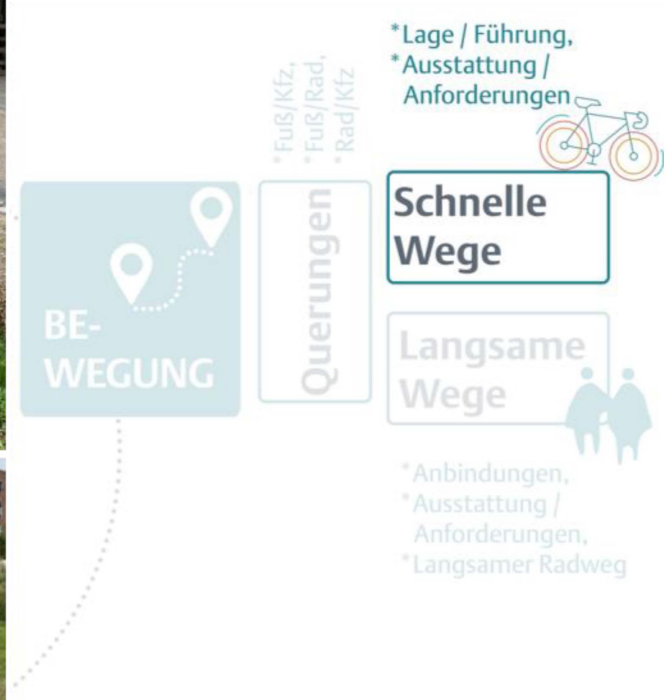 *Lage / Führung,
*Ausstattung /
Anforderungen
*Fuß/Kfz,
*Fuß/Rad,
*Rad/Kfz
BE-
WEGUNG
Querungen
Schnelle
Wege
Langsame
Wege
*Anbindungen,
*Ausstattung /
Anforderungen,
*Langsamer Radweg